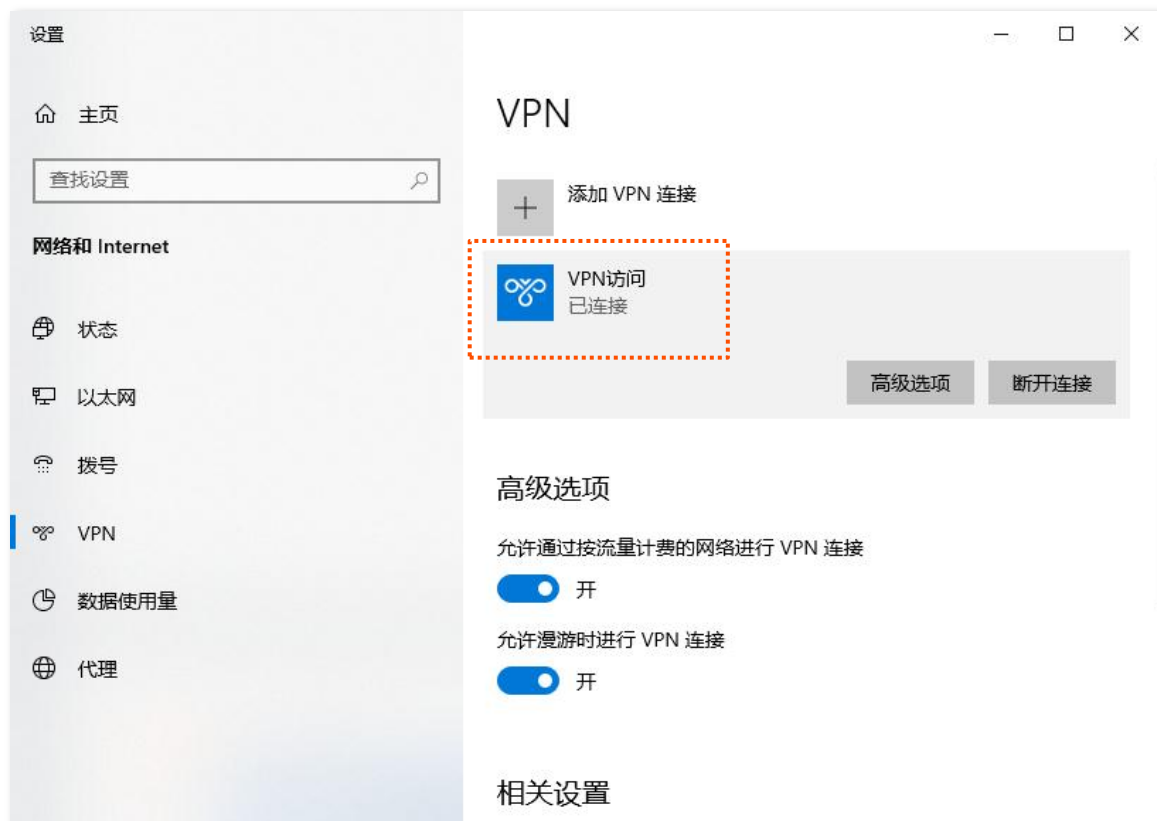 设置
主页
查找设置
网络和 Internet
状态
以太网
拨号
VPN
数据使用量
代理
VPN
添加 VPN 连接
VPN访问
已连接
高级选项
断开连接
高级选项
允许通过按流量计费的网络进行 VPN 连接
开
允许漫游时进行 VPN 连接
开
相关设置